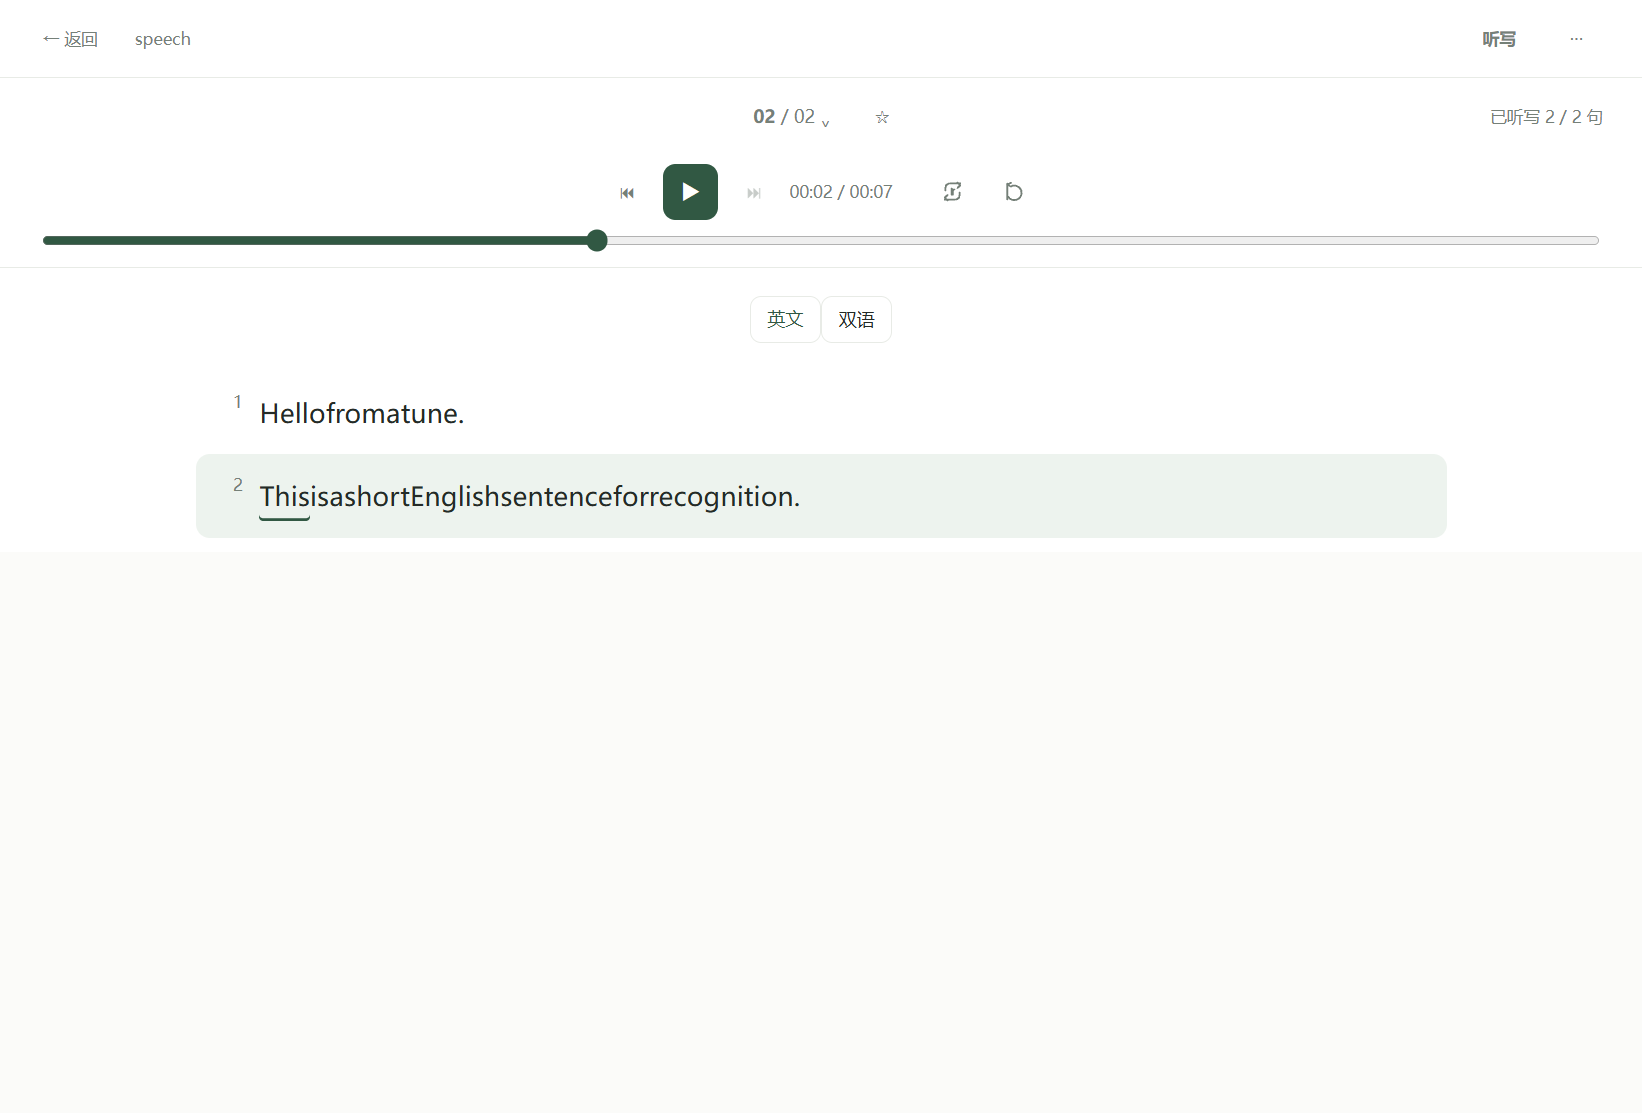 ← 返回 speech 听写 ···
02 / 02 ˅ ☆ 已听写 2 / 2 句
00:02 / 00:07
英文 双语
1 Hellofromatune.
2 ThisisashortEnglishsentenceforrecognition.